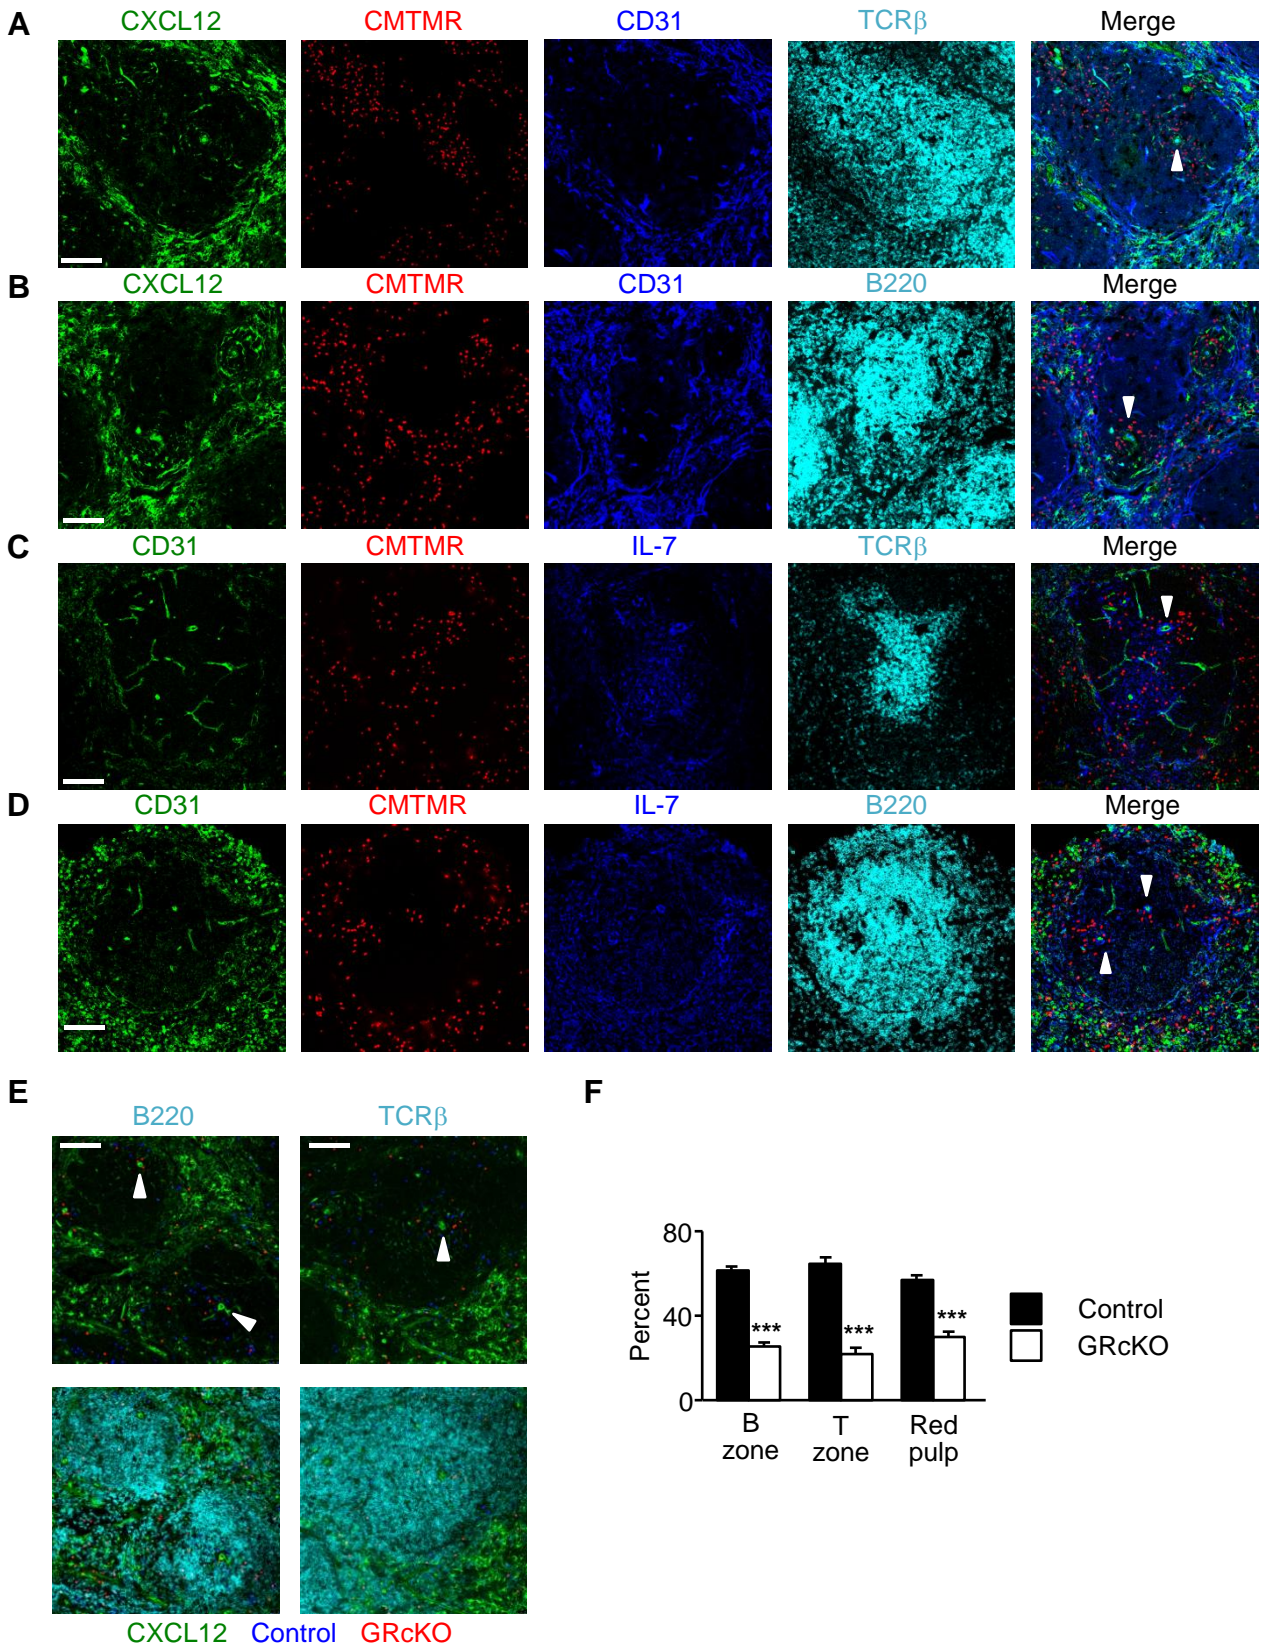 A
CXCL12 CMTMR CD31 TCRβ Merge
B
CXCL12 CMTMR CD31 B220 Merge
C
CD31 CMTMR IL-7 TCRβ Merge
D
CD31 CMTMR IL-7 B220 Merge
E
B220 TCRβ
CXCL12 Control GRcKO
F
Percent
80
40
0
*** *** ***
B zone
T zone
Red pulp
Control
GRcKO